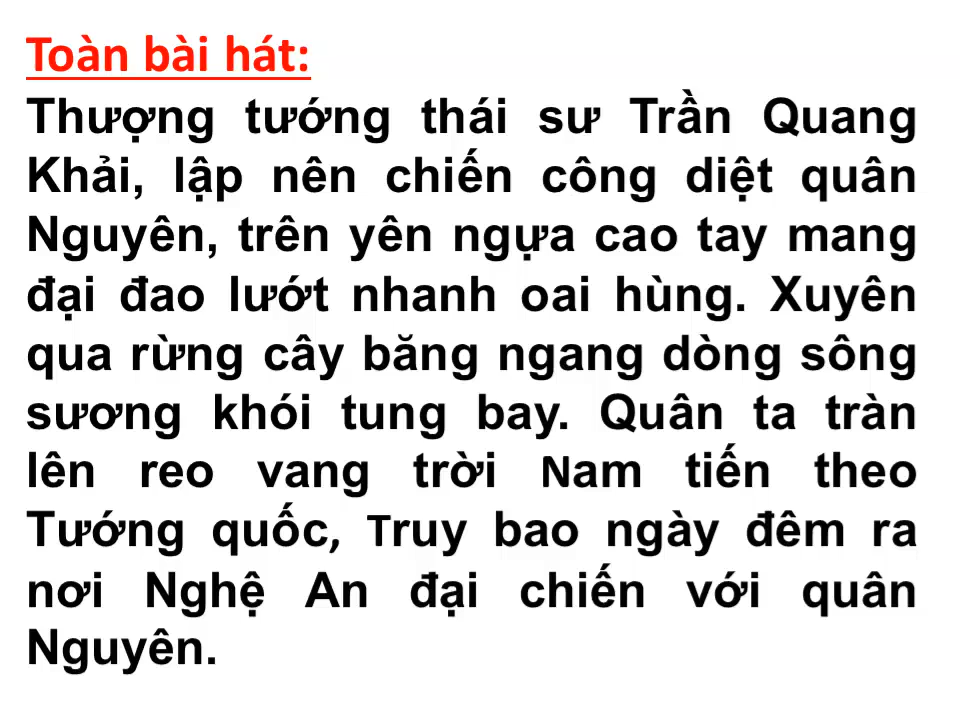 Toàn bài hát:
Thượng tướng thái sư Trần Quang
Khải, lập nên chiến công diệt quân
Nguyên, trên yên ngựa cao tay mang
đại đao lướt nhanh oai hùng. Xuyên
qua rừng cây băng ngang dòng sông
sương khói tung bay. Quân ta tràn
lên reo vang trời Nam tiến theo
Tướng quốc, Truy bao ngày đêm ra
nơi Nghệ An đại chiến với quân
Nguyên.